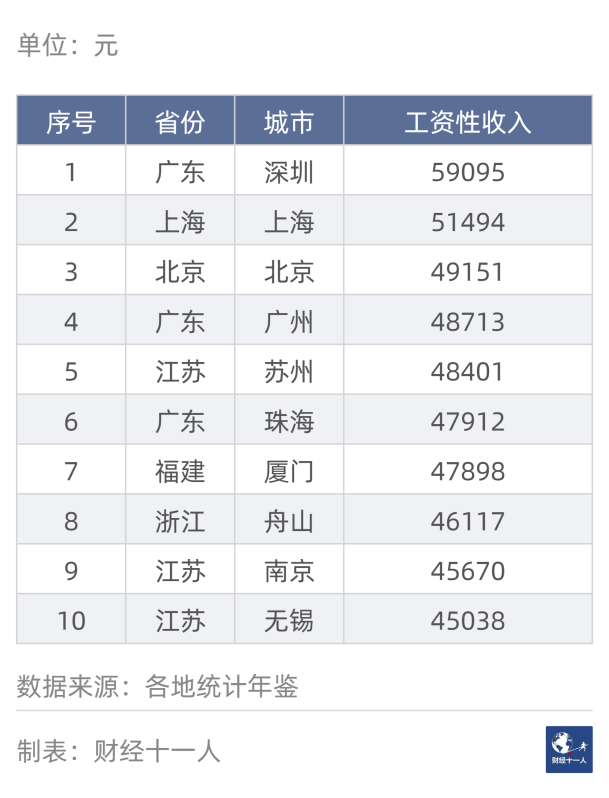 单位：元
序号 省份 城市 工资性收入
1 广东 深圳 59095
2 上海 上海 51494
3 北京 北京 49151
4 广东 广州 48713
5 江苏 苏州 48401
6 广东 珠海 47912
7 福建 厦门 47898
8 浙江 舟山 46117
9 江苏 南京 45670
10 江苏 无锡 45038
数据来源：各地统计年鉴
制表：财经十一人
财经十一人